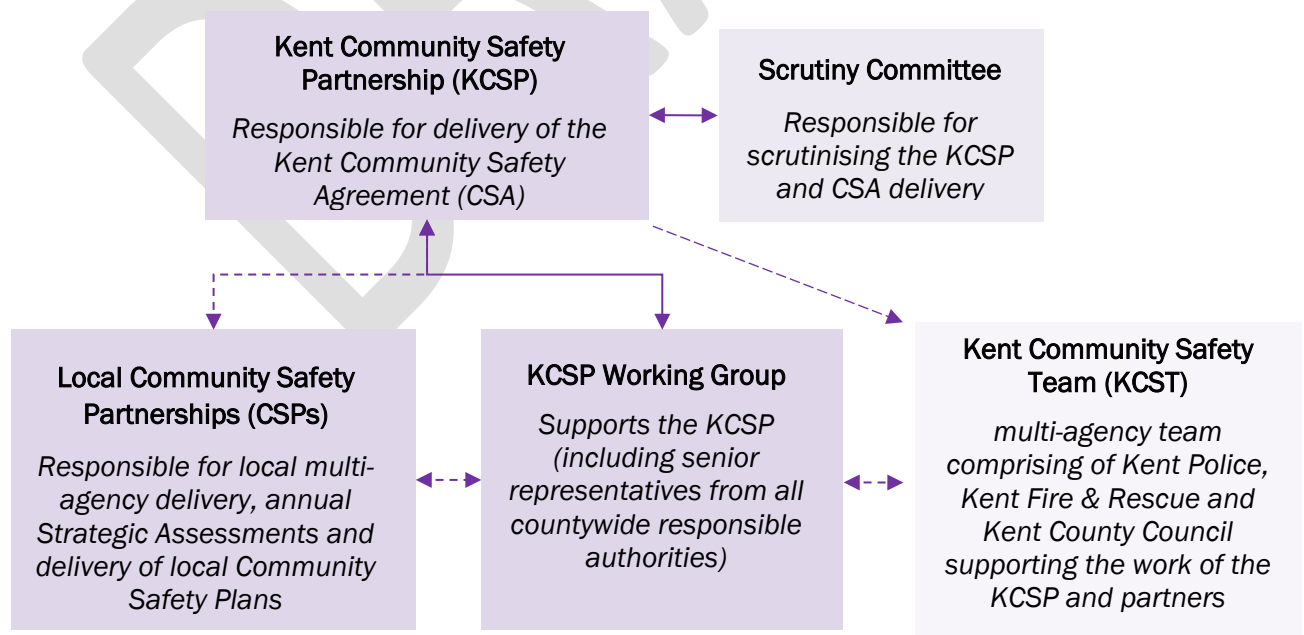 Kent Community Safety
Partnership (KCSP)
Responsible for delivery of the
Kent Community Safety
Agreement (CSA)
Scrutiny Committee
Responsible for
scrutinising the KCSP
and CSA delivery
Local Community Safety
Partnerships (CSPs)
Responsible for local multi-
agency delivery, annual
Strategic Assessments and
delivery of local Community
Safety Plans
KCSP Working Group
Supports the KCSP
(including senior
representatives from all
countywide responsible
authorities)
Kent Community Safety
Team (KCST)
multi-agency team
comprising of Kent Police,
Kent Fire & Rescue and
Kent County Council
supporting the work of the
KCSP and partners